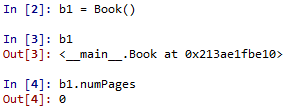 In [2]: b1 = Book()
In [3]: b1
Out[3]: <__main__.Book at 0x213ae1fbe10>
In [4]: b1.numPages
Out[4]: 0